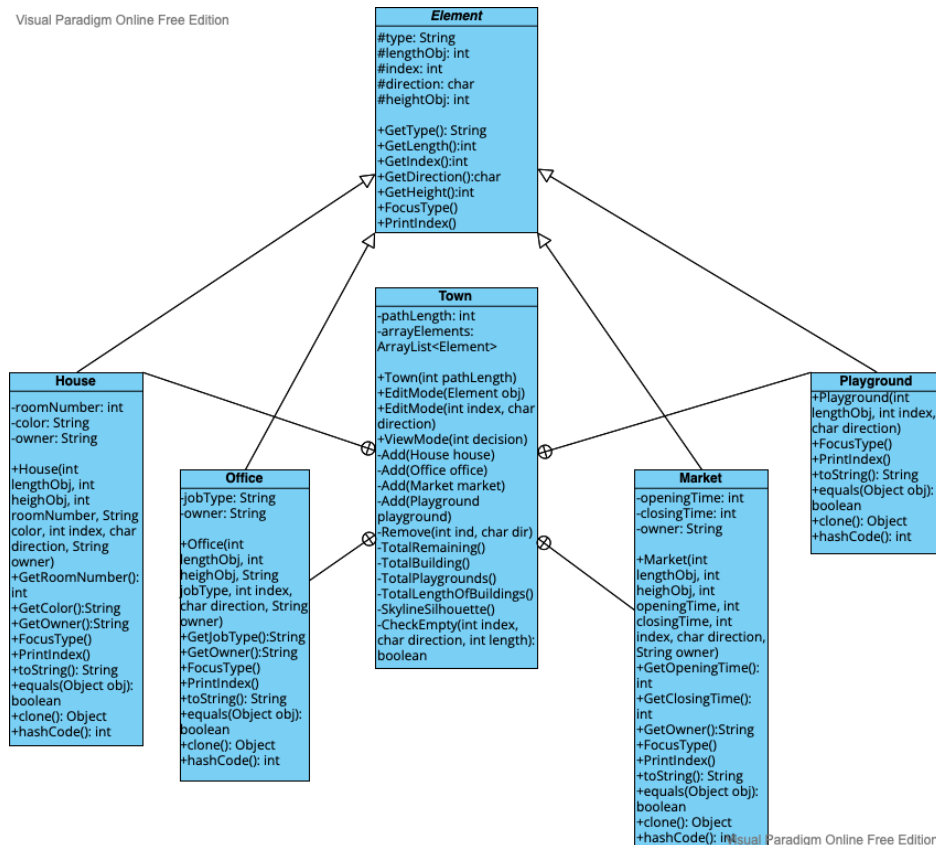 Visual Paradigm Online Free Edition
Element
#type: String
#lengthObj: int
#index: int
#direction: char
#heightObj: int
+GetType(): String
+GetLength():int
+GetIndex():int
+GetDirection():char
+GetHeight():int
+FocusType()
+PrintIndex()
Town
-pathLength: int
-arrayElements:
ArrayList<Element>
+Town(int pathLength)
+EditMode(Element obj)
+EditMode(int index, char
direction)
+ViewMode(int decision)
-Add(House house)
-Add(Office office)
-Add(Market market)
-Add(Playground
playground)
-Remove(int ind, char dir)
-TotalRemaining()
-TotalBuilding()
-TotalPlaygrounds()
-TotalLengthOfBuildings()
-SkylineSilhouette()
-CheckEmpty(int index,
char direction, int length):
boolean
House
-roomNumber: int
-color: String
-owner: String
+House(int
lengthObj, int
heighObj, int
roomNumber, String
color, int index, char
direction, String
owner)
+GetRoomNumber():
int
+GetColor():String
+GetOwner():String
+FocusType()
+PrintIndex()
+toString(): String
+equals(Object obj):
boolean
+clone(): Object
+hashCode(): int
Office
-jobType: String
-owner: String
+Office(int
lengthObj, int
heighObj, String
jobType, int index,
char direction, String
owner)
+GetJobType():String
+GetOwner():String
+FocusType()
+PrintIndex()
+toString(): String
+equals(Object obj):
boolean
+clone(): Object
+hashCode(): int
Market
-openingTime: int
-closingTime: int
-owner: String
+Market(int
lengthObj, int
heighObj, int
openingTime, int
closingTime, int
index, char direction,
String owner)
+GetOpeningTime():
int
+GetClosingTime():
int
+GetOwner():String
+FocusType()
+PrintIndex()
+toString(): String
+equals(Object obj):
boolean
+clone(): Object
+hashCode(): int
Playground
+Playground(int
lengthObj, int index,
char direction)
+FocusType()
+PrintIndex()
+toString(): String
+equals(Object obj):
boolean
+clone(): Object
+hashCode(): int
Visual Paradigm Online Free Edition